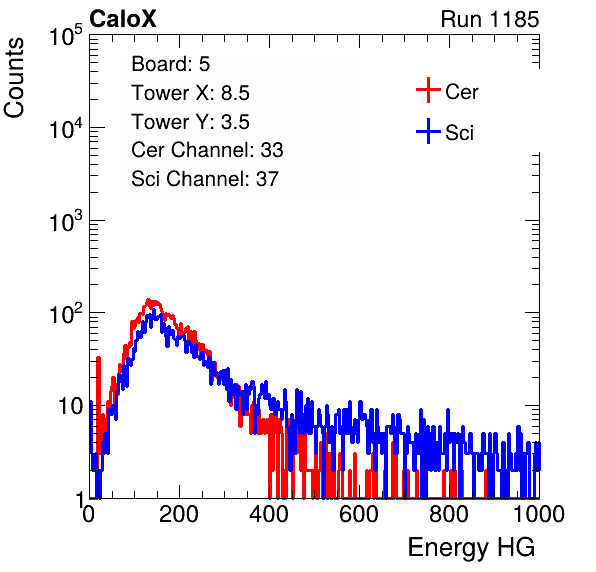 CaloX Run 1185
Counts
10^5
10^4
10^3
10^2
10
1
Board: 5
Tower X: 8.5
Tower Y: 3.5
Cer Channel: 33
Sci Channel: 37
Cer
Sci
0 200 400 600 800 1000
Energy HG